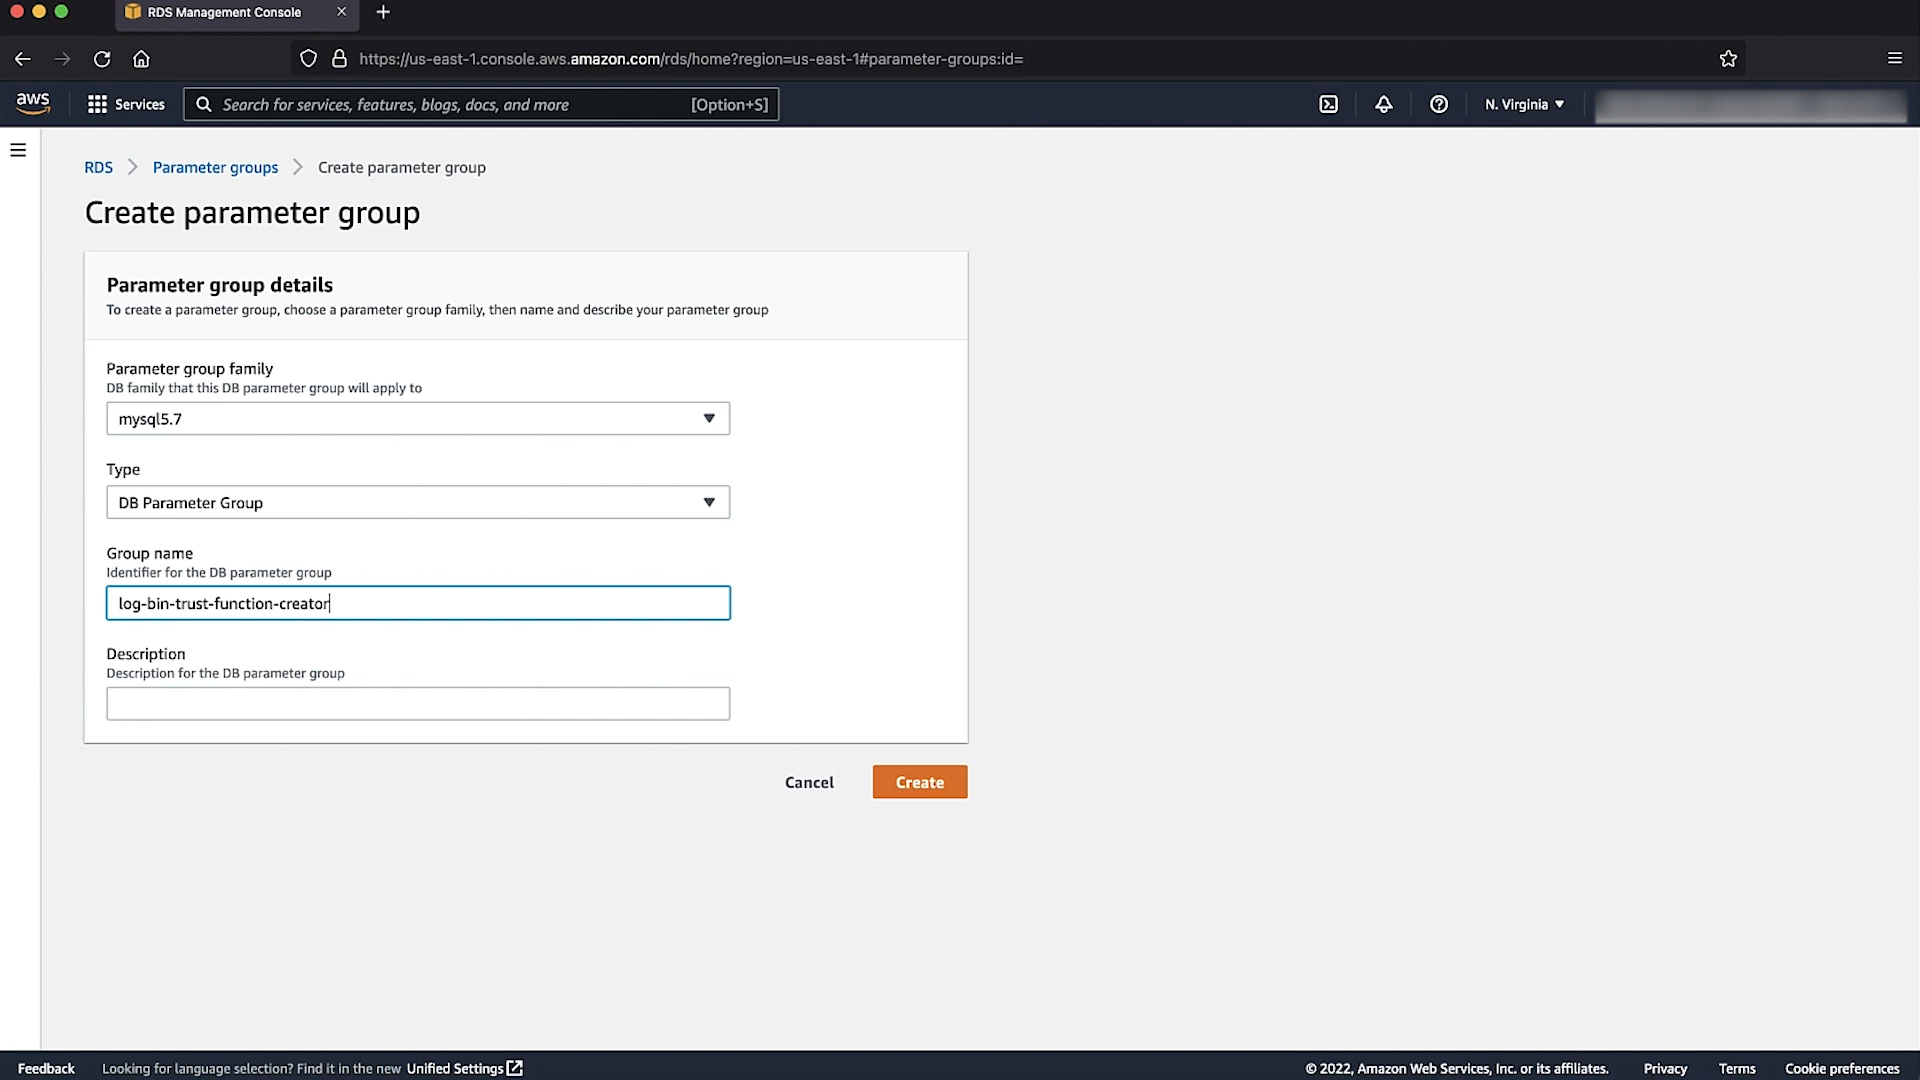 RDS Management Console
https://us-east-1.console.aws.amazon.com/rds/home?region=us-east-1#parameter-groups:id=
aws
Services
Search for services, features, blogs, docs, and more
[Option+S]
N. Virginia
RDS
Parameter groups
Create parameter group
Create parameter group
Parameter group details
To create a parameter group, choose a parameter group family, then name and describe your parameter group
Parameter group family
DB family that this DB parameter group will apply to
mysql5.7
Type
DB Parameter Group
Group name
Identifier for the DB parameter group
log-bin-trust-function-creator
Description
Description for the DB parameter group
Cancel
Create
Feedback
Looking for language selection? Find it in the new Unified Settings
© 2022, Amazon Web Services, Inc. or its affiliates.
Privacy
Terms
Cookie preferences